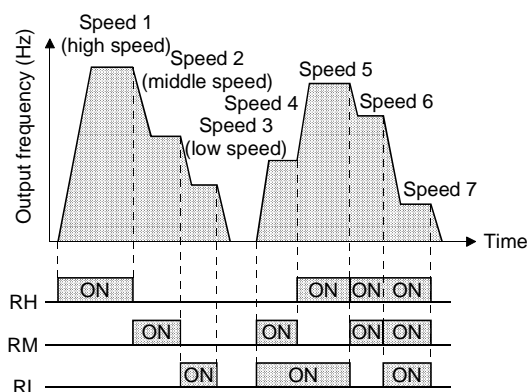 Speed 1
(high speed)
Speed 2
(middle speed)
Speed 3
(low speed)
Speed 4
Speed 5
Speed 6
Speed 7
Output frequency (Hz)
Time
RH ON ON ON ON
RM ON ON ON ON
RL ON ON ON